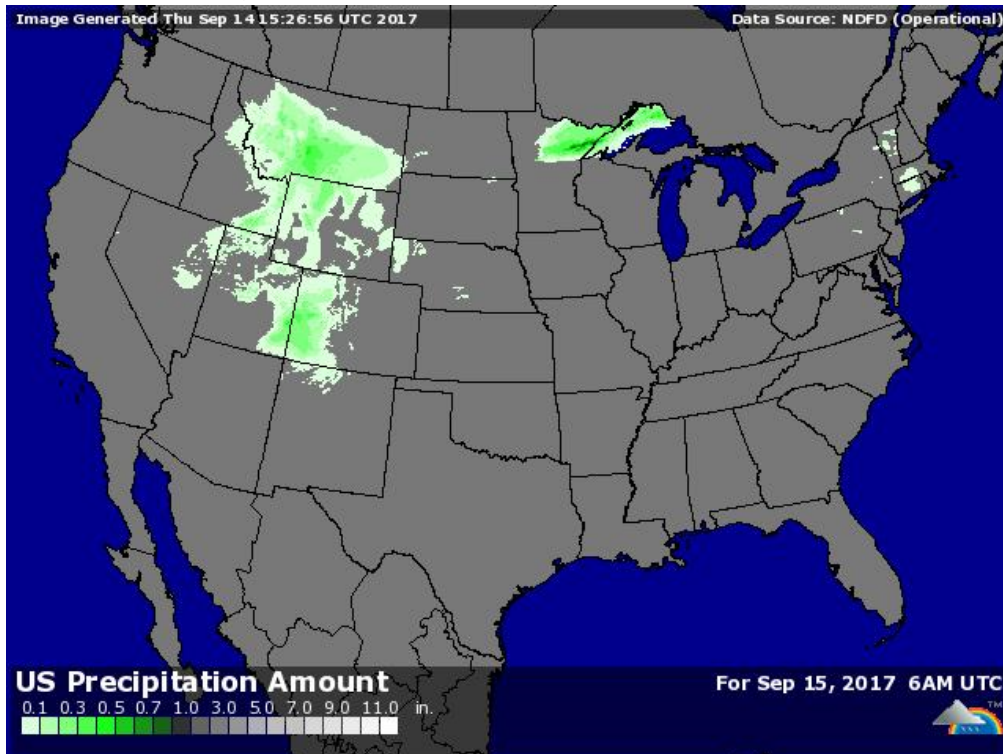 Image Generated Thu Sep 14 15:26:56 UTC 2017 Data Source: NDFD (Operational)
US Precipitation Amount For Sep 15, 2017 6AM UTC
0.1 0.3 0.5 0.7 1.0 3.0 5.0 7.0 9.0 11.0 in.
TM